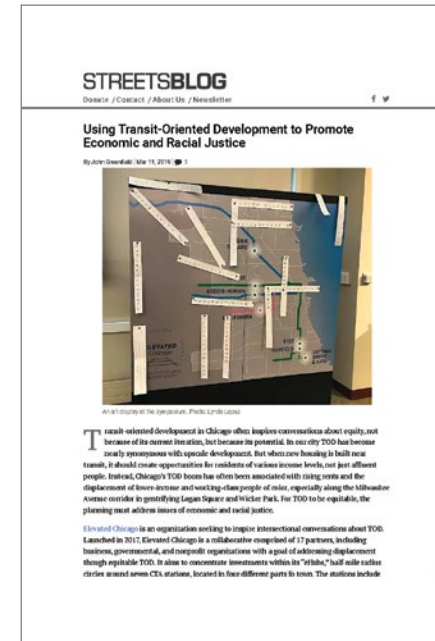 STREETSBLOG
Donate / Contact / About Us / Newsletter
Using Transit-Oriented Development to Promote
Economic and Racial Justice
By John Greenfield | Mar 11, 2019 | 1
ELEVATED
An art display at the symposium. Photo: Lynda Lopez
Transit-oriented development in Chicago often inspires conversations about equity, not
because of its current iteration, but because its potential. In our city TOD has become
nearly synonymous with upscale development. But when new housing is built near
transit, it should create opportunities for residents of various income levels, not just affluent
people. Instead, Chicago's TOD boom has often been associated with rising rents and the
displacement of lower-income and working-class people of color, especially along the Milwaukee
Avenue corridor in gentrifying Logan Square and Wicker Park. For TOD to be equitable, the
planning must address issues of economic and racial justice.
Elevated Chicago is an organization seeking to inspire intersectional conversations about TOD.
Launched in 2017, Elevated Chicago is a collaborative comprised of 17 partners, including
business, governmental, and nonprofit organizations with a goal of addressing displacement
though equitable TOD. It aims to concentrate investments within its "eHubs," half-mile radius
circles around seven CTA stations, located in four different parts fo town. The stations include